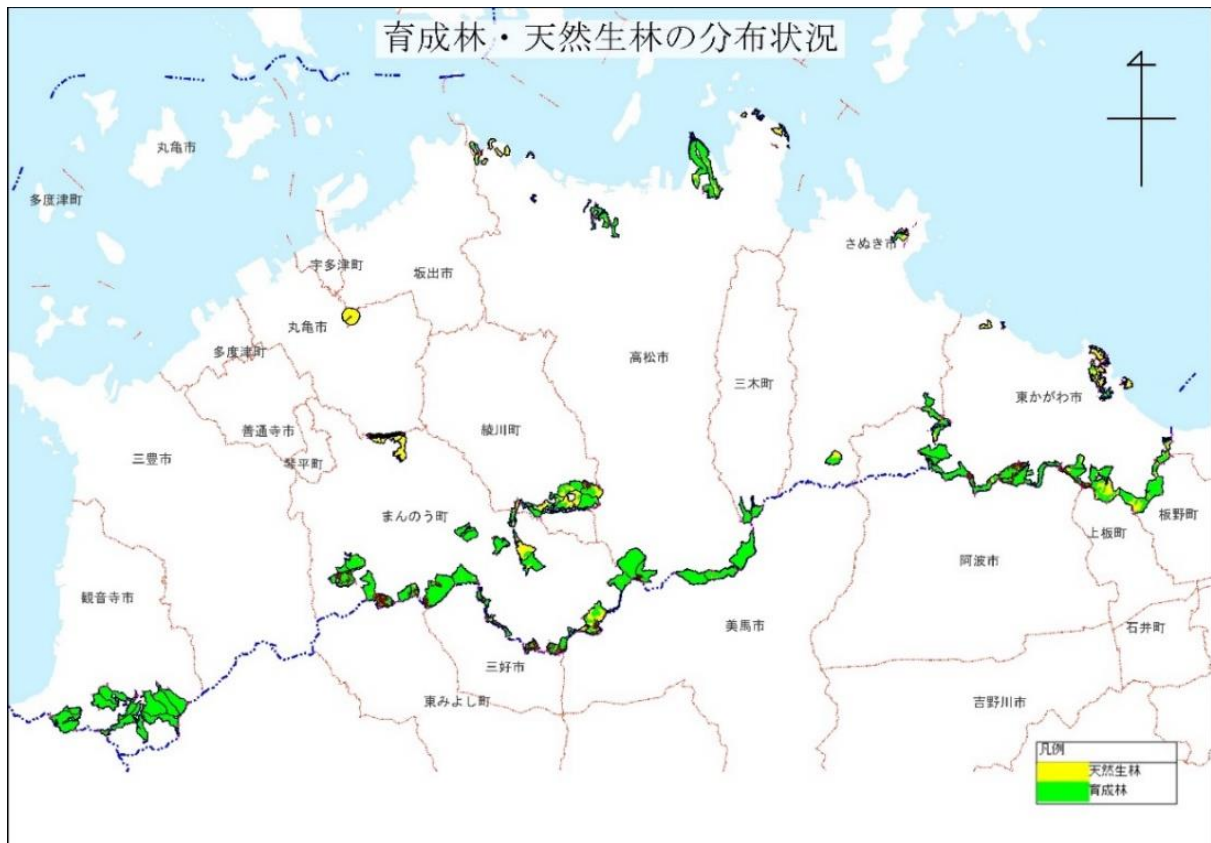 育成林・天然生林の分布状況
丸亀市
多度津町
さぬき市
宇多津町
坂出市
丸亀市
多度津町
高松市
三木町
東かがわ市
善通寺市
綾川町
三豊市
琴平町
まんのう町
板野町
上板町
阿波市
観音寺市
美馬市
石井町
三好市
東みよし町
吉野川市
凡例
天然生林
育成林